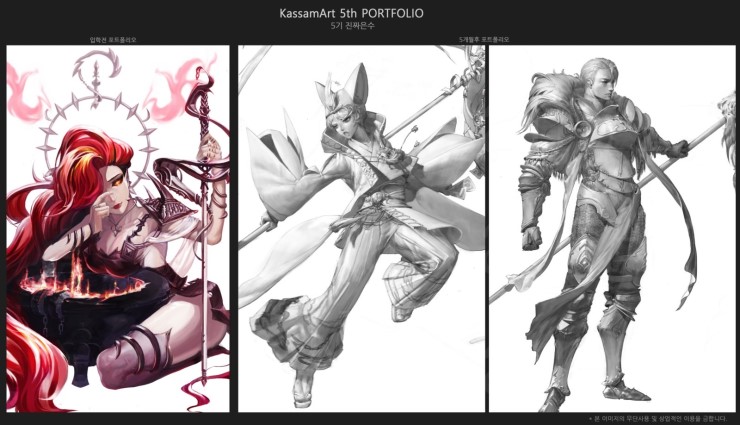 KassamArt 5th PORTFOLIO
5기 진짜은수
입학전 포트폴리오
5개월후 포트폴리오
* 본 이미지의 무단사용 및 상업적인 이용을 금합니다.